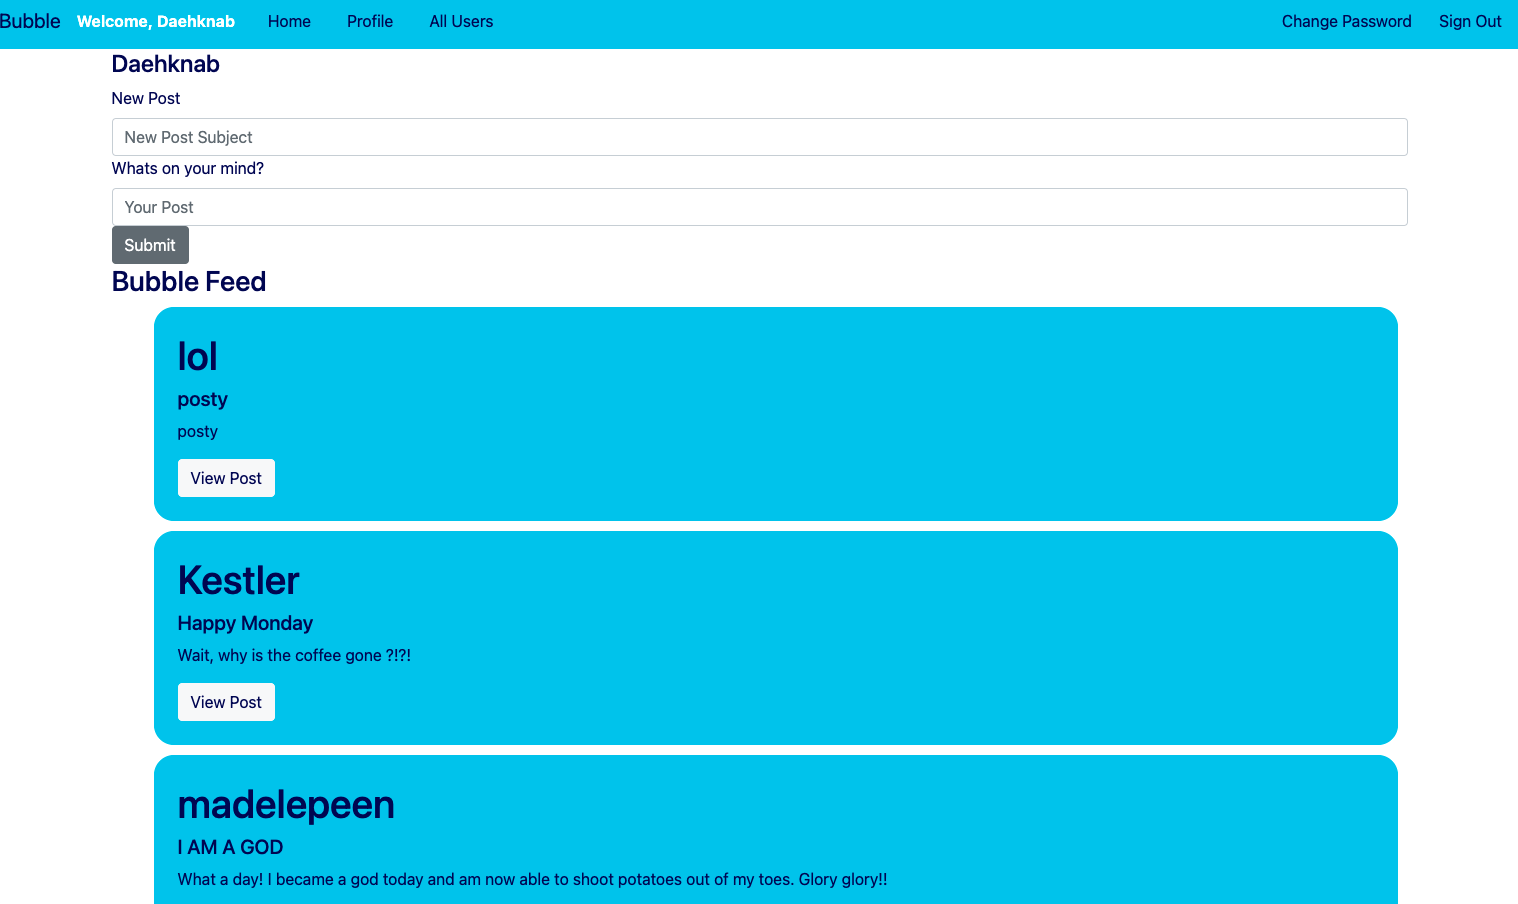 Bubble Welcome, Daehknab Home Profile All Users Change Password Sign Out
Daehknab
New Post
New Post Subject
Whats on your mind?
Your Post
Submit
Bubble Feed
lol
posty
posty
View Post
Kestler
Happy Monday
Wait, why is the coffee gone ?!?!
View Post
madelepeen
I AM A GOD
What a day! I became a god today and am now able to shoot potatoes out of my toes. Glory glory!!